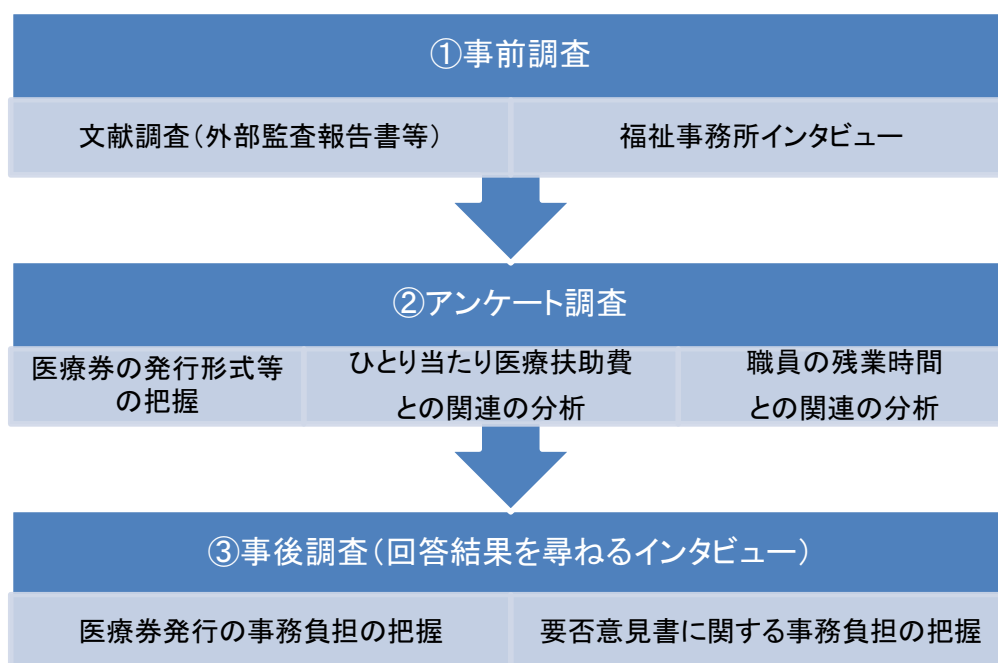 ①事前調査
文献調査(外部監査報告書等)
福祉事務所インタビュー
②アンケート調査
医療券の発行形式等
の把握
ひとり当たり医療扶助費
との関連の分析
職員の残業時間
との関連の分析
③事後調査(回答結果を尋ねるインタビュー)
医療券発行の事務負担の把握
要否意見書に関する事務負担の把握